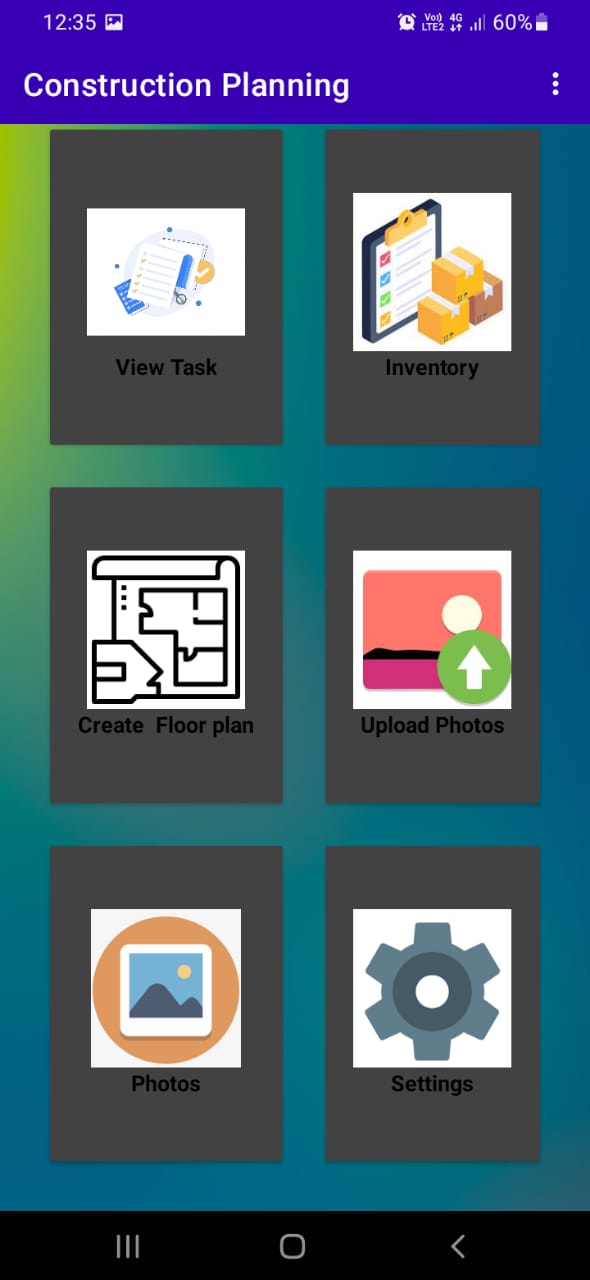 12:35 Vo) 4G LTE2 60%
Construction Planning
View Task Inventory
Create  Floor plan Upload Photos
Photos Settings